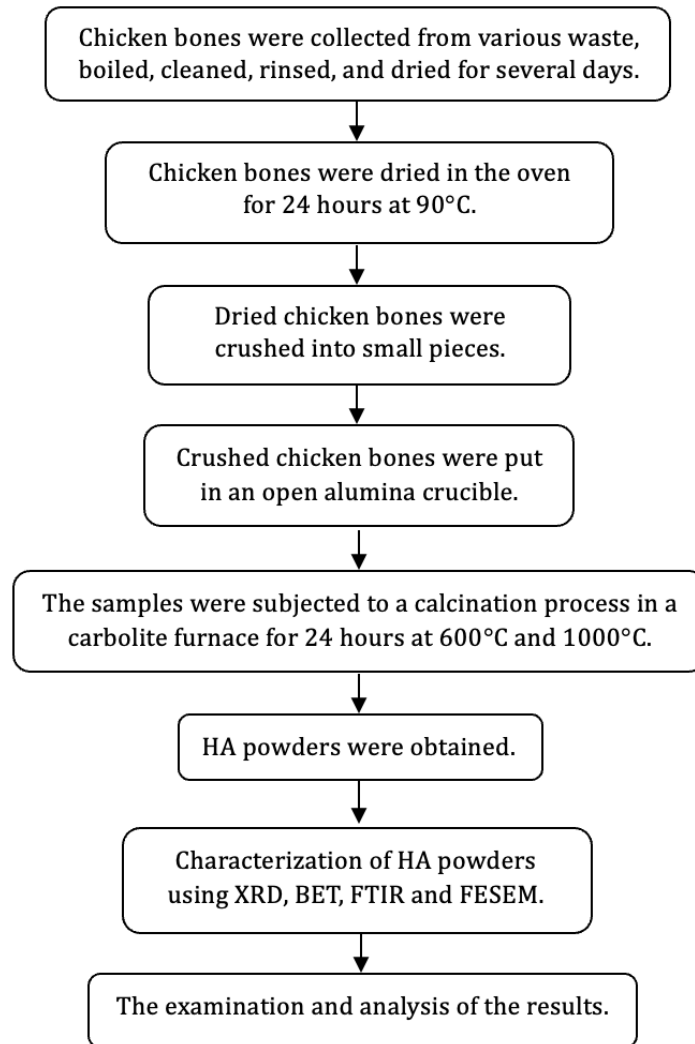 Chicken bones were collected from various waste,
boiled, cleaned, rinsed, and dried for several days.
Chicken bones were dried in the oven
for 24 hours at 90°C.
Dried chicken bones were
crushed into small pieces.
Crushed chicken bones were put
in an open alumina crucible.
The samples were subjected to a calcination process in a
carbolite furnace for 24 hours at 600°C and 1000°C.
HA powders were obtained.
Characterization of HA powders
using XRD, BET, FTIR and FESEM.
The examination and analysis of the results.